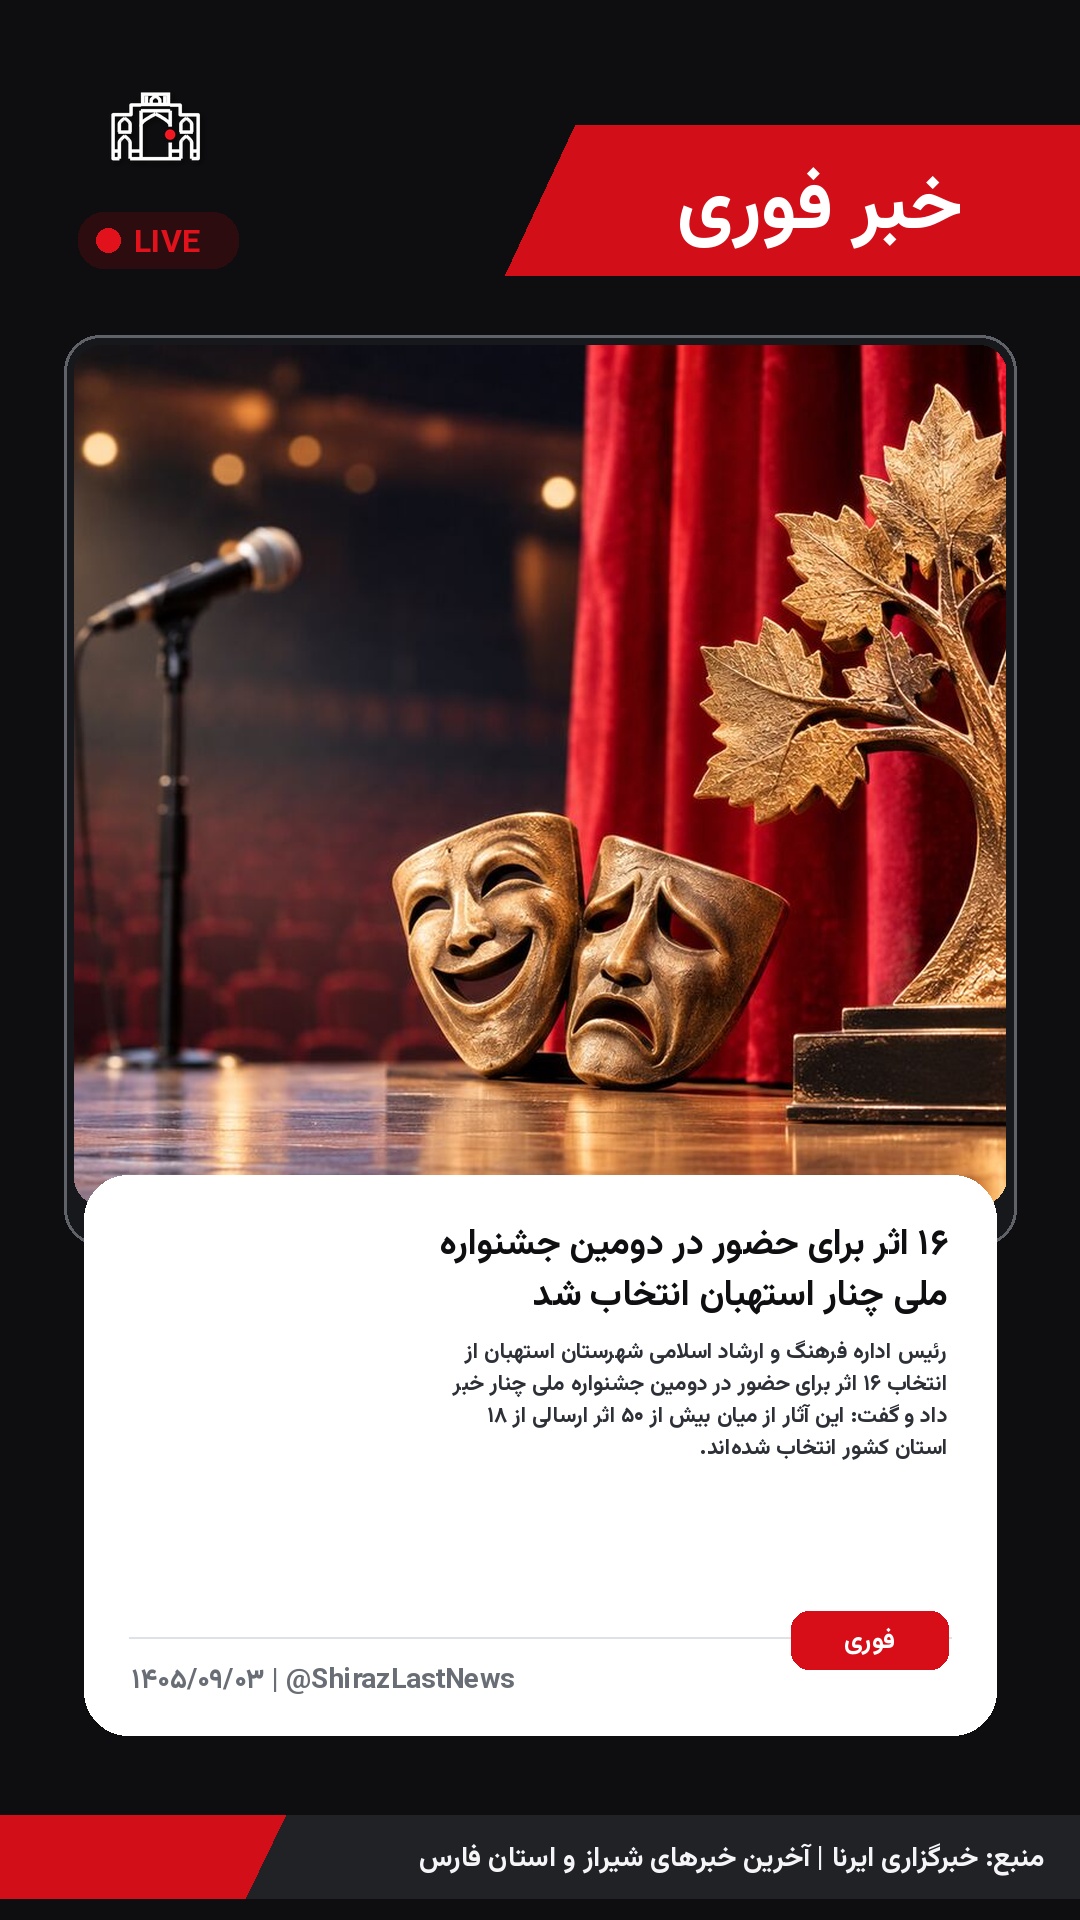 خبر فوری
LIVE
۱۶ اثر برای حضور در دومین جشنواره
ملی چنار استهبان انتخاب شد
رئیس اداره فرهنگ و ارشاد اسلامی شهرستان استهبان از
انتخاب ۱۶ اثر برای حضور در دومین جشنواره ملی چنار خبر
داد و گفت: این آثار از میان بیش از ۵۰ اثر ارسالی از ۱۸
استان کشور انتخاب شده‌اند.
فوری
۱۴۰۵/۰۹/۰۳ | @ShirazLastNews
منبع: خبرگزاری ایرنا | آخرین خبرهای شیراز و استان فارس